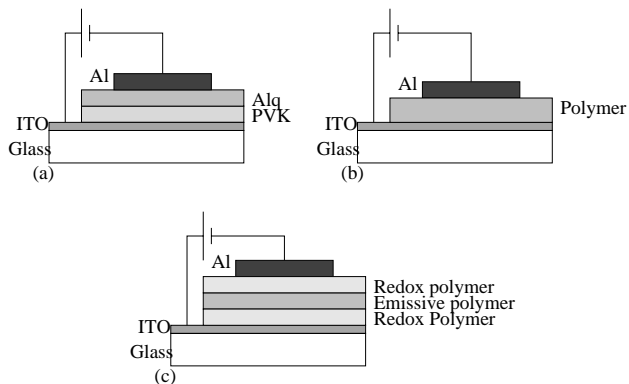 Al
Alq
PVK
ITO
Glass
(a)
Al
Polymer
ITO
Glass
(b)
Al
Redox polymer
Emissive polymer
Redox Polymer
ITO
Glass
(c)